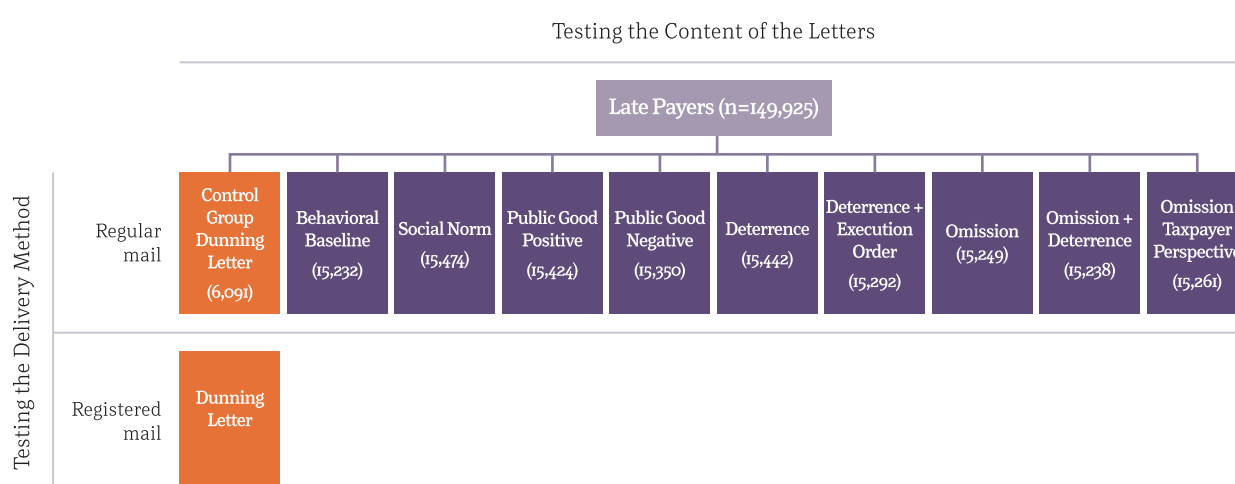 Testing the Content of the Letters
Late Payers (n=149,925)
Testing the Delivery Method
Regular
mail
Control
Group
Dunning
Letter
(6,091)
Behavioral
Baseline
(15,232)
Social Norm
(15,474)
Public Good
Positive
(15,424)
Public Good
Negative
(15,350)
Deterrence
(15,442)
Deterrence +
Execution
Order
(15,292)
Omission
(15,249)
Omission +
Deterrence
(15,238)
Omission
Taxpayer
Perspective
(15,261)
Registered
mail
Dunning
Letter